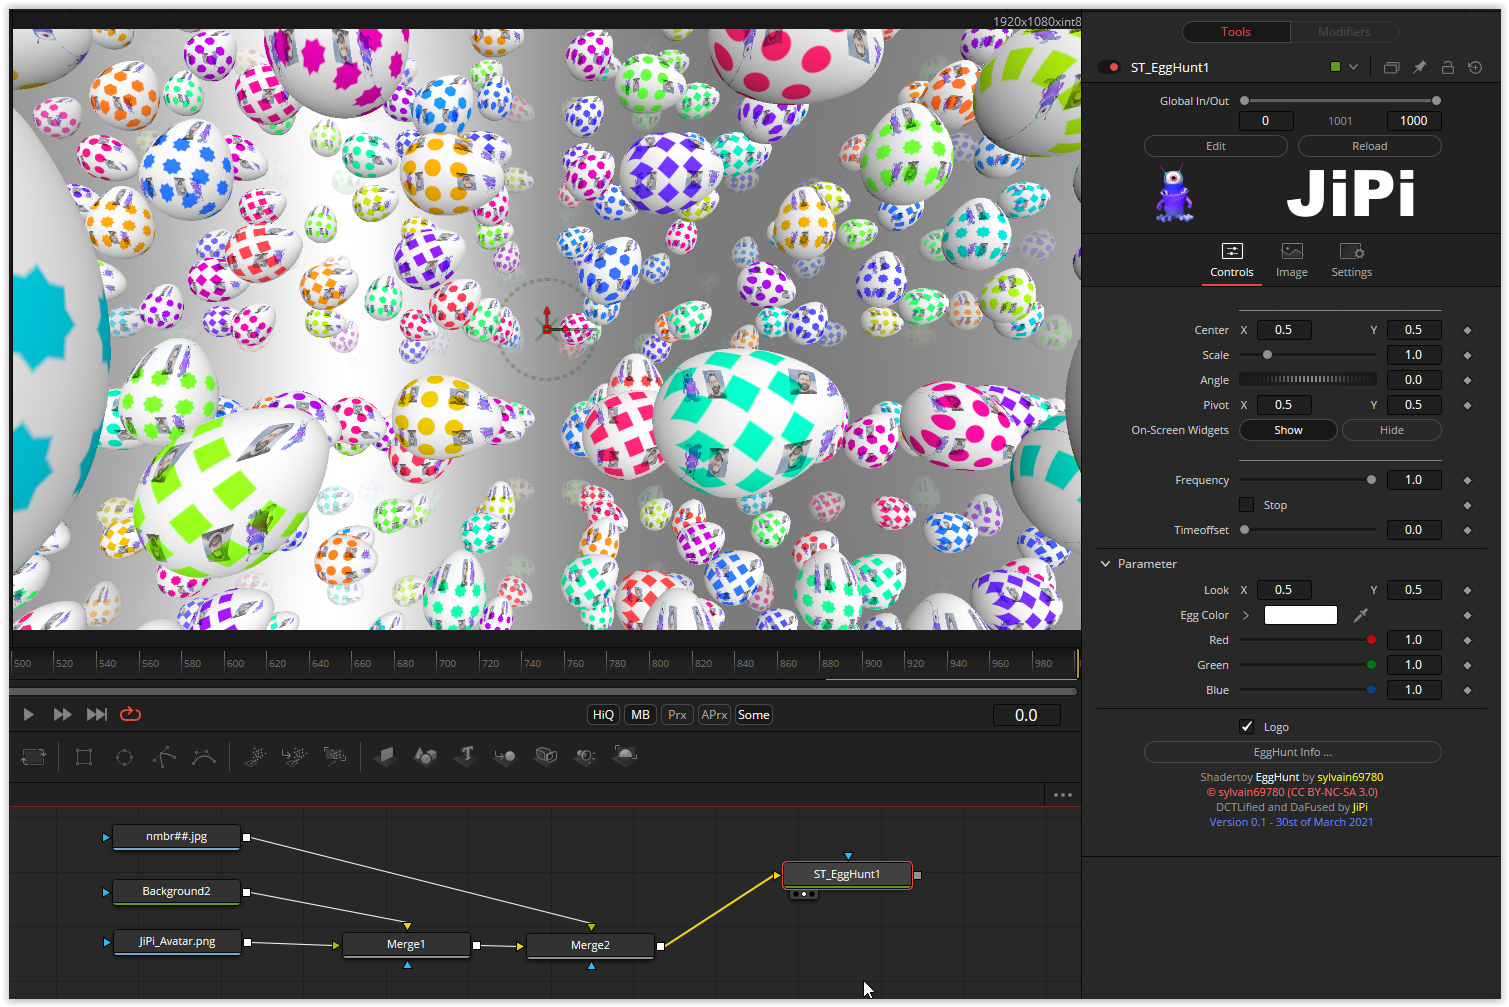 1920x1080xint8
Tools
Modifiers
ST_EggHunt1
Global In/Out
0
1001
1000
Edit
Reload
JiPi
Controls
Image
Settings
Center X 0.5 Y 0.5
Scale 1.0
Angle 0.0
Pivot X 0.5 Y 0.5
On-Screen Widgets Show Hide
Frequency 1.0
Stop
Timeoffset 0.0
Parameter
Look X 0.5 Y 0.5
Egg Color
Red 1.0
Green 1.0
Blue 1.0
Logo
EggHunt Info ...
Shadertoy EggHunt by sylvain69780
© sylvain69780 (CC BY-NC-SA 3.0)
DCTLified and DaFused by JiPi
Version 0.1 - 30st of March 2021
500 520 540 560 580 600 620 640 660 680 700 720 740 760 780 800 820 840 860 880 900 920 940 960 980
HiQ MB Prx APrx Some
0.0
nmbr##.jpg
Background2
JiPi_Avatar.png
Merge1
Merge2
ST_EggHunt1